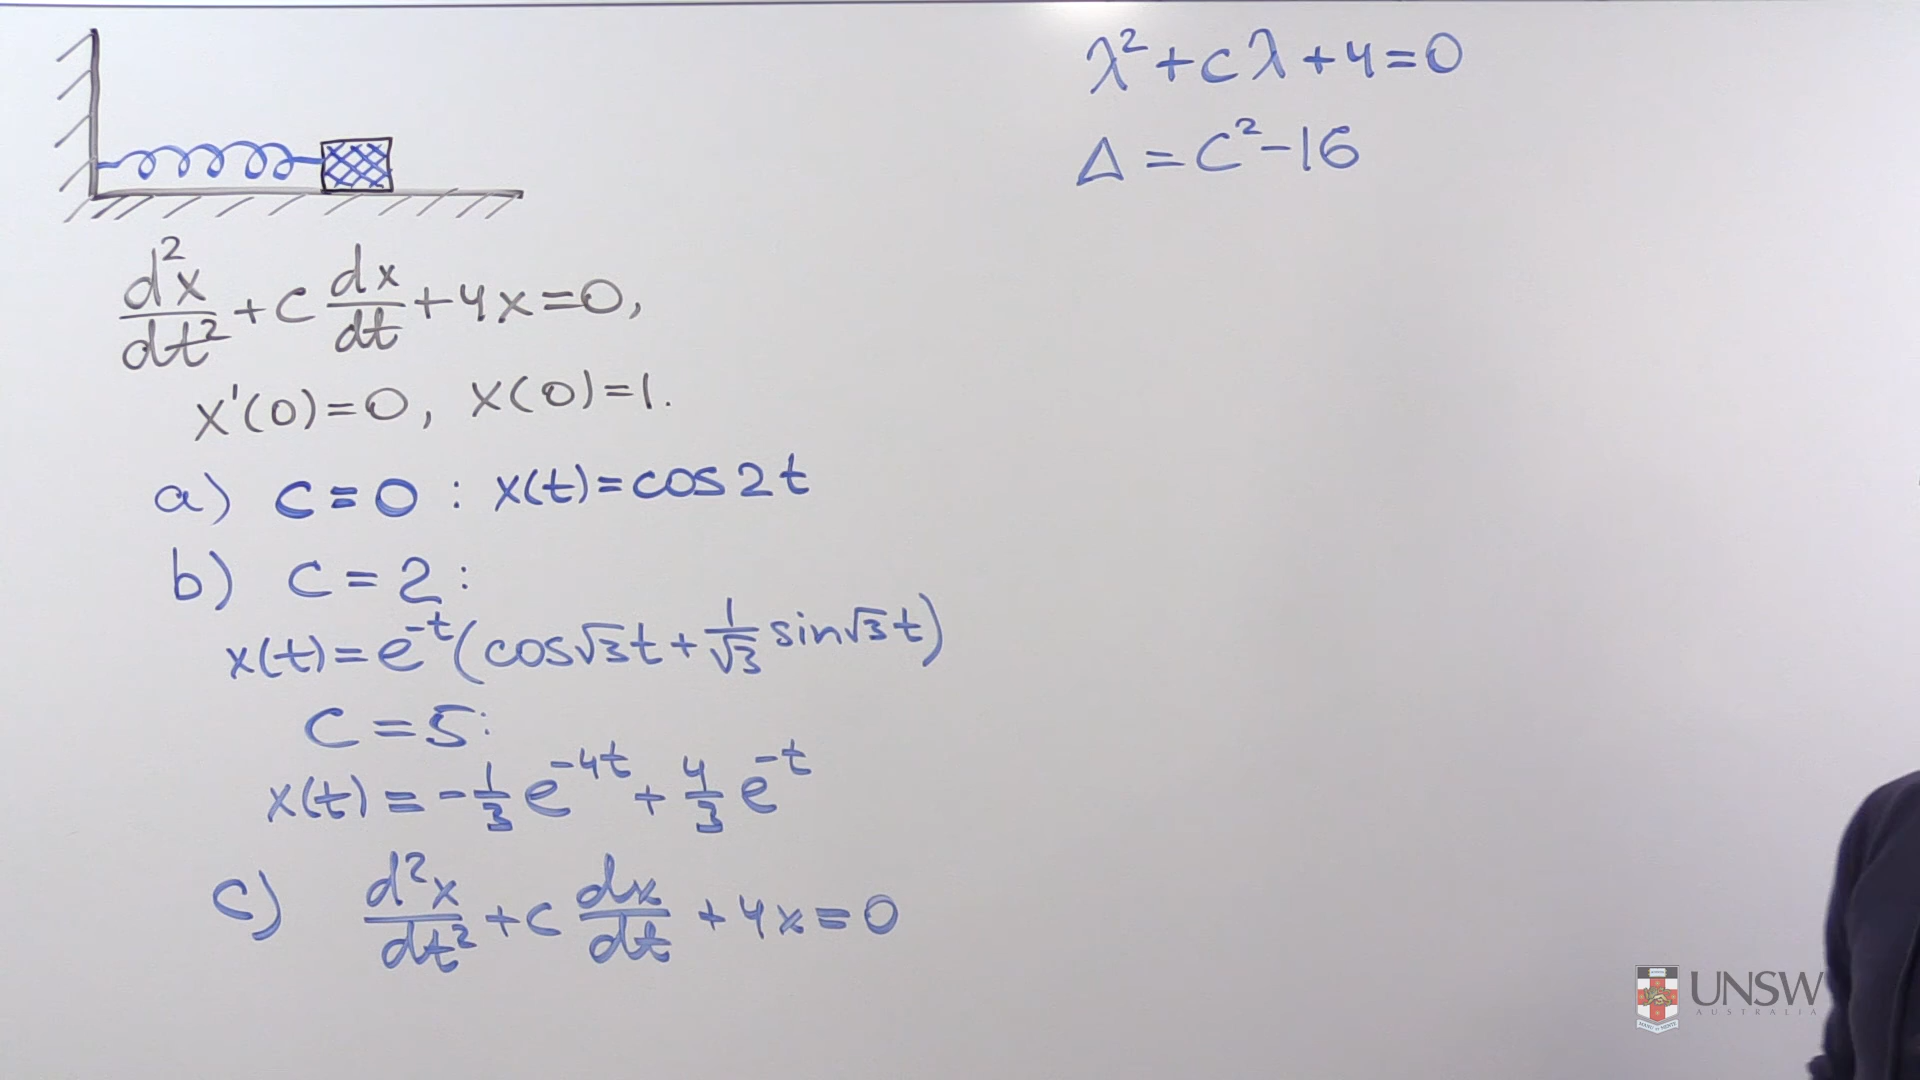 d²x/dt² + c dx/dt + 4x = 0,
x'(0) = 0, x(0) = 1.
a) c = 0 : x(t) = cos 2t
b) c = 2 :
x(t) = e^{-t}(cos√3t + 1/√3 sin√3t)
c = 5:
x(t) = -1/3 e^{-4t} + 4/3 e^{-t}
c) d²x/dt² + c dx/dt + 4x = 0
λ² + cλ + 4 = 0
Δ = c² - 16
UNSW
AUSTRALIA